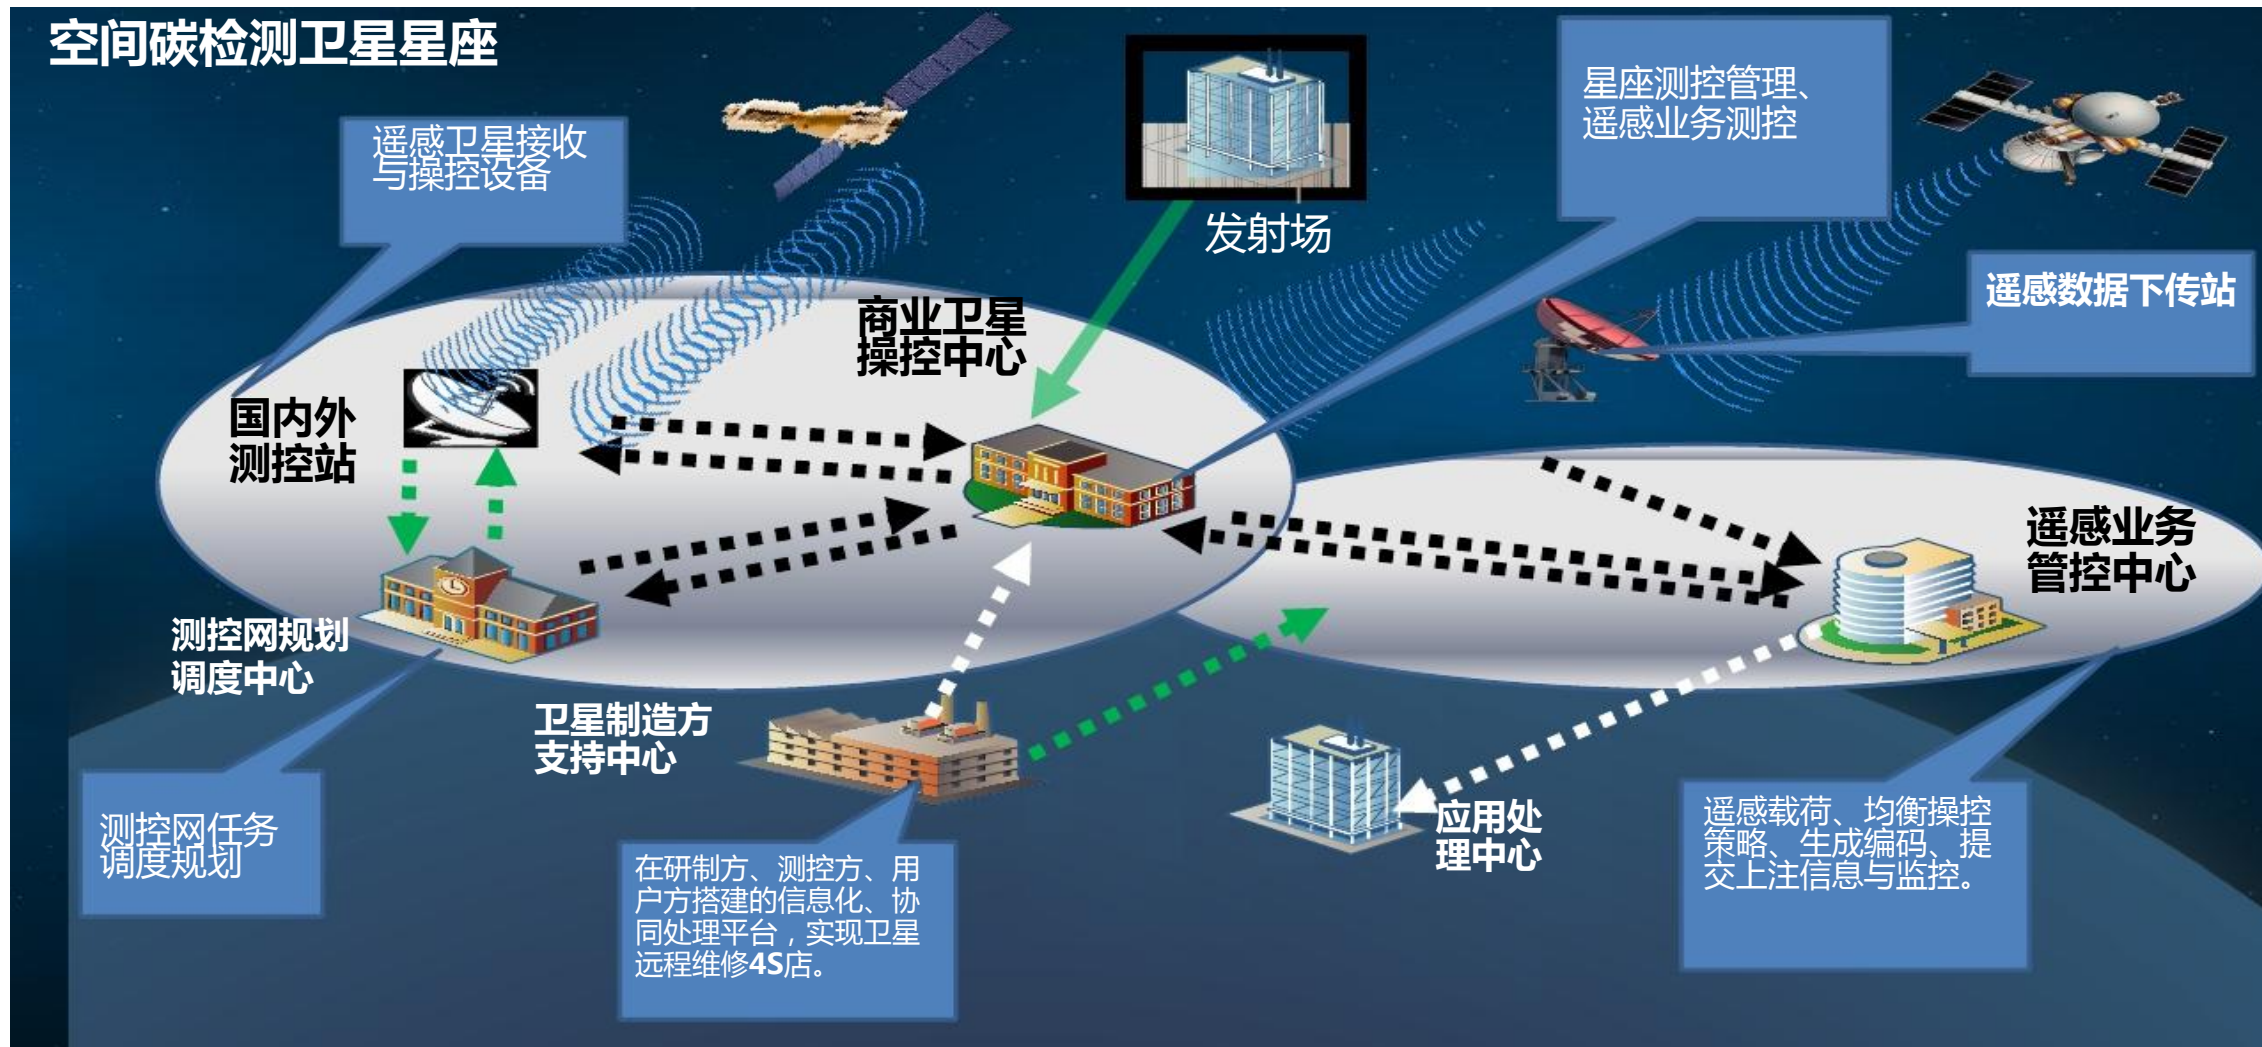 空间碳检测卫星星座
遥感卫星接收
与操控设备
发射场
星座测控管理、
遥感业务测控
遥感数据下传站
商业卫星
操控中心
国内外
测控站
遥感业务
管控中心
测控网规划
调度中心
卫星制造方
支持中心
应用处
理中心
测控网任务
调度规划
在研制方、测控方、用
户方搭建的信息化、协
同处理平台，实现卫星
远程维修4S店。
遥感载荷、均衡操控
策略、生成编码、提
交上注信息与监控。